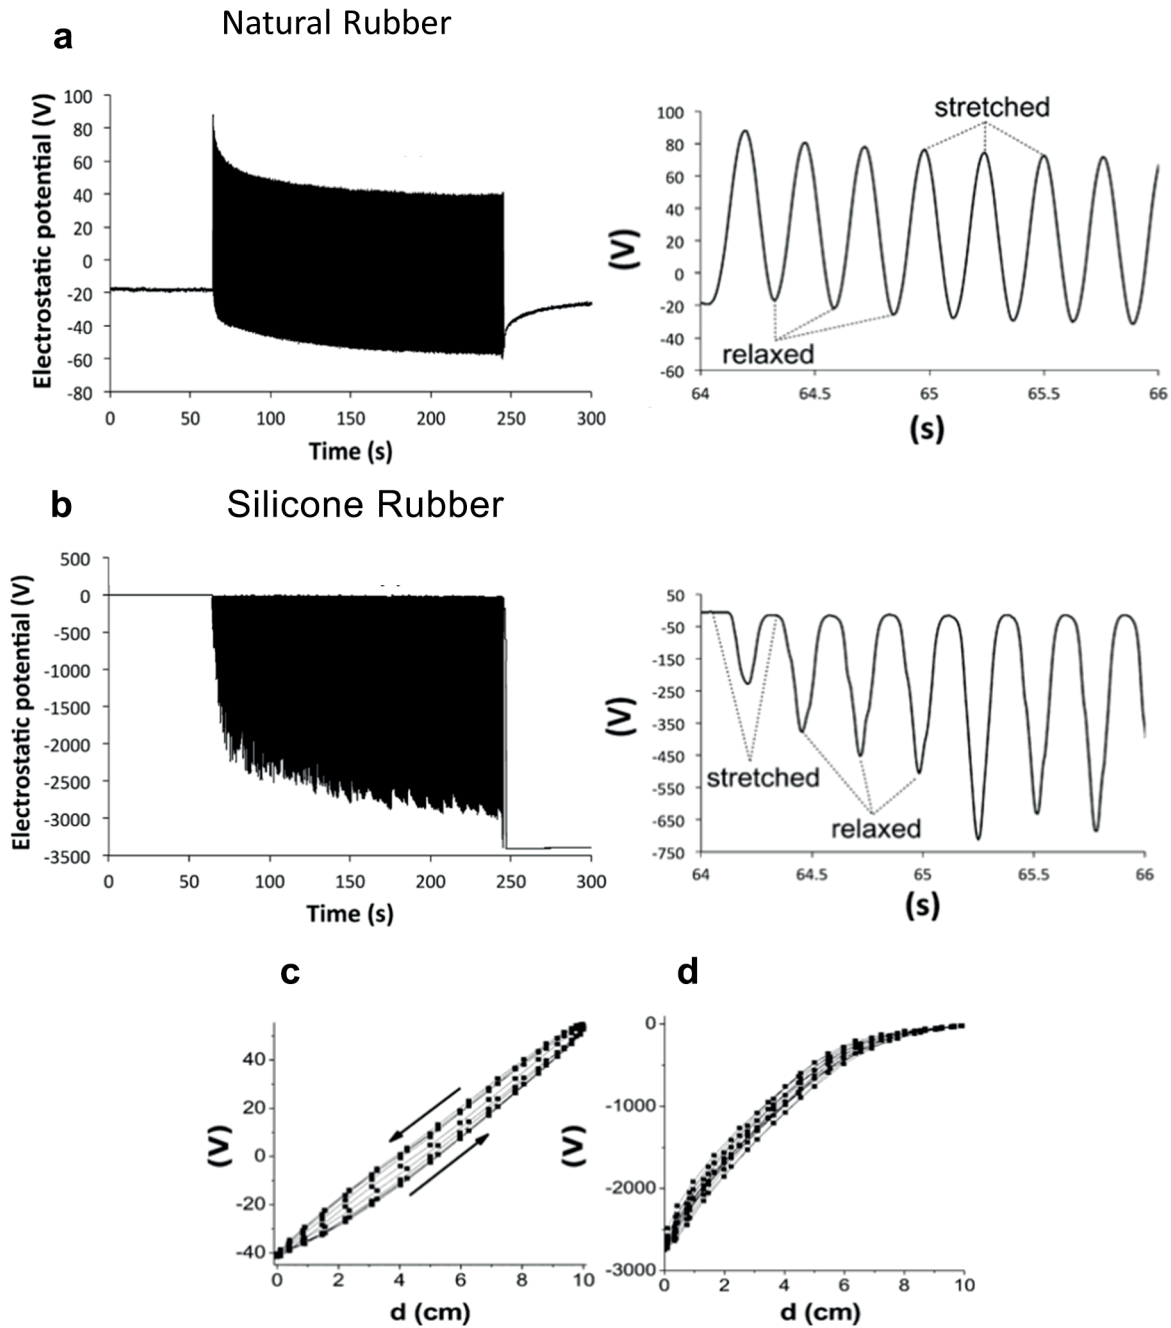 a
Natural Rubber
Electrostatic potential (V)
100
80
60
40
20
0
-20
-40
-60
-80
0 50 100 150 200 250 300
Time (s)
(V)
100
80
60
40
20
0
-20
-40
-60
stretched
relaxed
64 64.5 65 65.5 66
(s)
b
Silicone Rubber
Electrostatic potential (V)
500
0
-500
-1000
-1500
-2000
-2500
-3000
-3500
0 50 100 150 200 250 300
Time (s)
(V)
50
-50
-150
-250
-350
-450
-550
-650
-750
stretched
relaxed
64 64.5 65 65.5 66
(s)
c
(V)
40
20
0
-20
-40
0 2 4 6 8 10
d (cm)
d
(V)
0
-1000
-2000
-3000
0 2 4 6 8 10
d (cm)